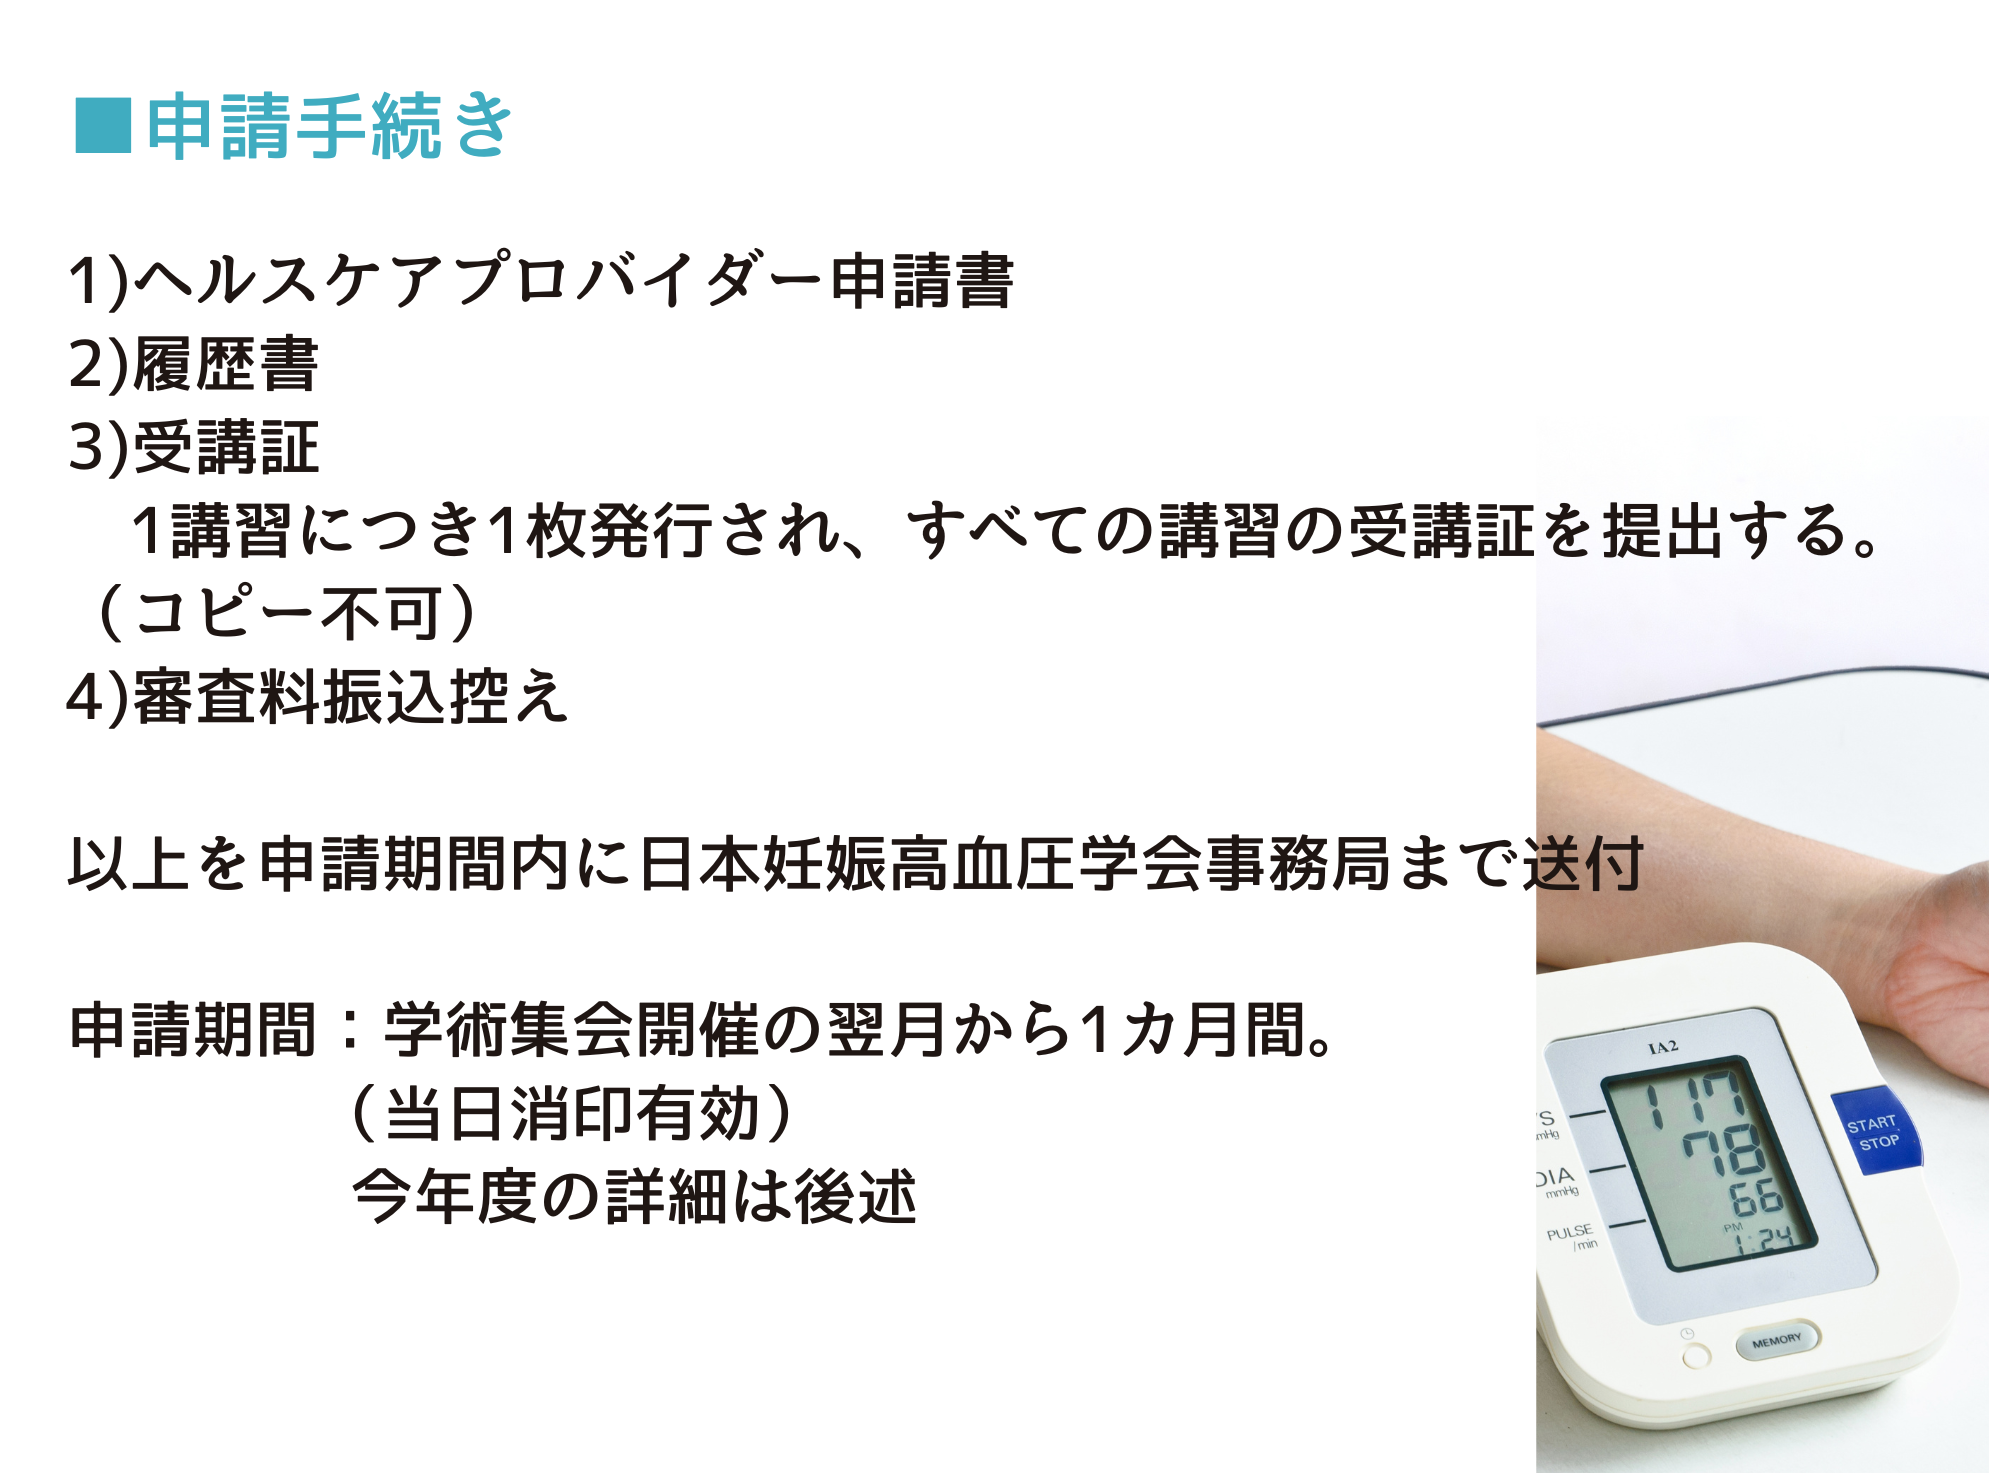 ■申請手続き
1)ヘルスケアプロバイダー申請書
2)履歴書
3)受講証
1講習につき1枚発行され、すべての講習の受講証を提出する。
（コピー不可）
4)審査料振込控え
以上を申請期間内に日本妊娠高血圧学会事務局まで送付
申請期間：学術集会開催の翌月から1カ月間。
（当日消印有効）
今年度の詳細は後述
IA2
117
78
66
PM
1:24
START
STOP
DIA
mmHg
PULSE
/min
MEMORY